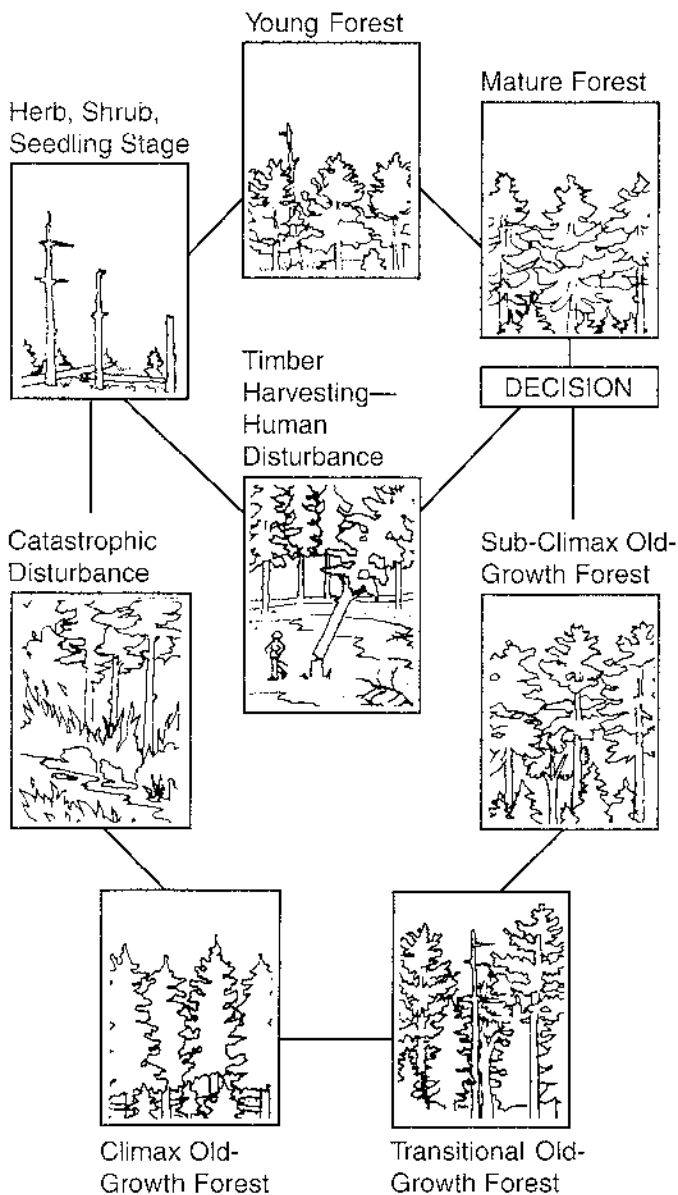 Young Forest
Mature Forest
Herb, Shrub,
Seedling Stage
Timber
Harvesting—
Human
Disturbance
DECISION
Catastrophic
Disturbance
Sub-Climax Old-
Growth Forest
Climax Old-
Growth Forest
Transitional Old-
Growth Forest